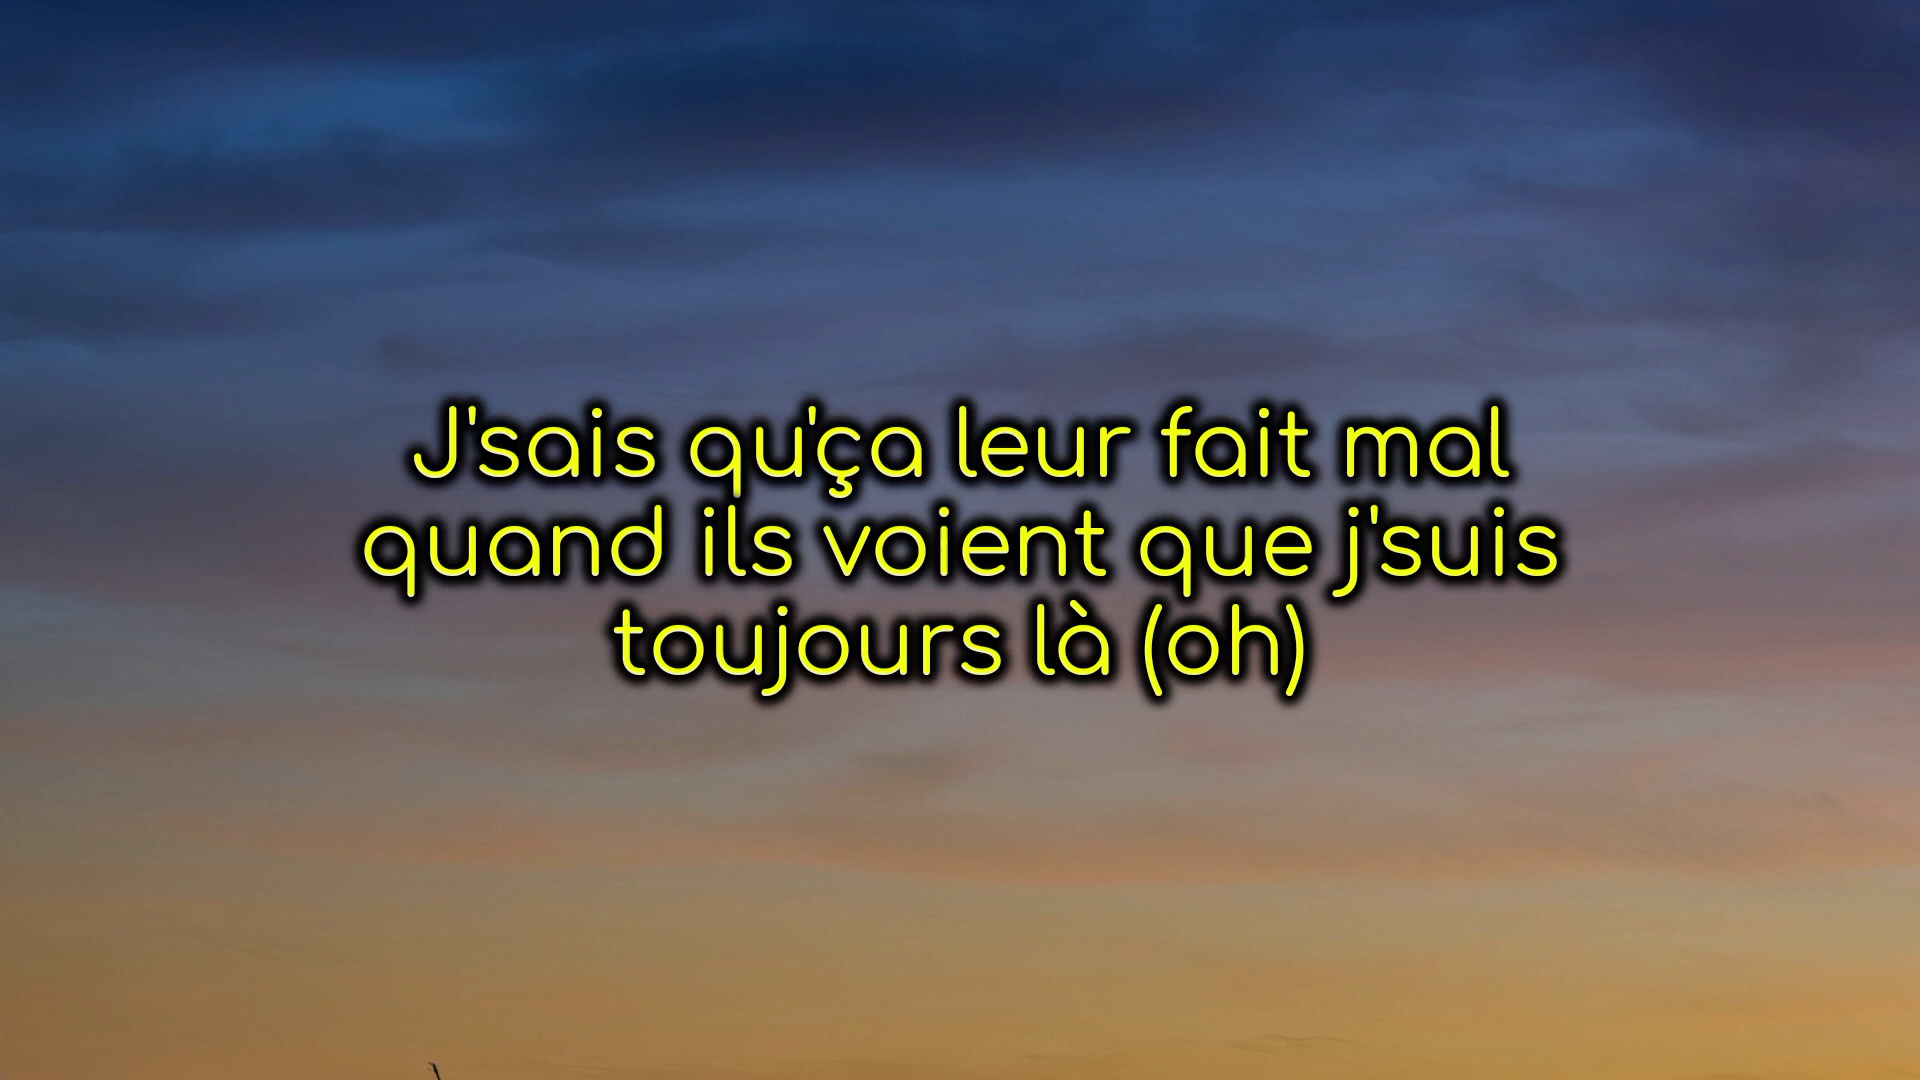 J'sais qu'ça leur fait mal
quand ils voient que j'suis
toujours là (oh)